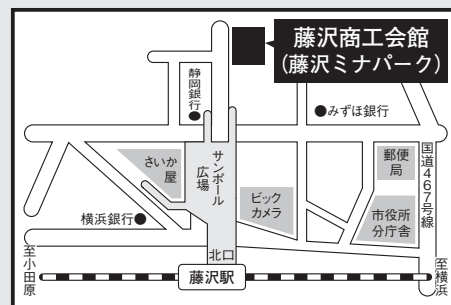 藤沢商工会館
(藤沢ミナパーク)
静岡銀行
みずほ銀行
さいか
屋
サンパール
広場
ビック
カメラ
郵便
局
国道467号線
市役所
分庁舎
横浜銀行
北口
藤沢駅
至小田原
至横浜